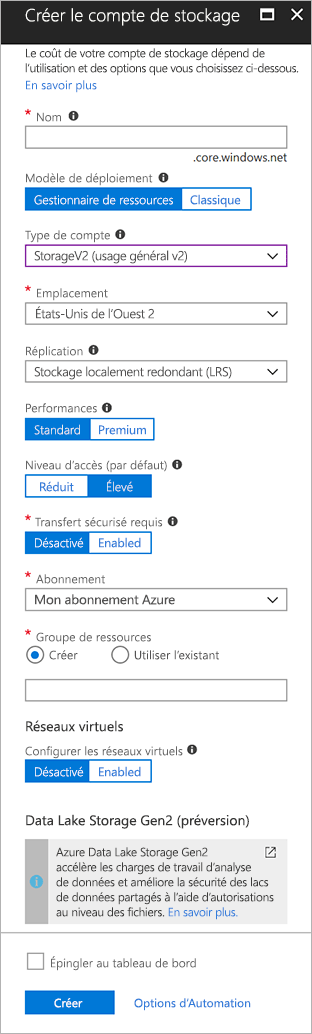 Créer le compte de stockage
Le coût de votre compte de stockage dépend de
l'utilisation et des options que vous choisissez ci-dessous.
En savoir plus
* Nom
.core.windows.net
Modèle de déploiement
Gestionnaire de ressources Classique
Type de compte
StorageV2 (usage général v2)
* Emplacement
États-Unis de l'Ouest 2
Réplication
Stockage localement redondant (LRS)
Performances
Standard Premium
Niveau d'accès (par défaut)
Réduit Élevé
* Transfert sécurisé requis
Désactivé Enabled
* Abonnement
Mon abonnement Azure
* Groupe de ressources
Créer Utiliser l'existant
Réseaux virtuels
Configurer les réseaux virtuels
Désactivé Enabled
Data Lake Storage Gen2 (préversion)
Azure Data Lake Storage Gen2
accélère les charges de travail d'analyse
de données et améliore la sécurité des lacs
de données partagés à l'aide d'autorisations
au niveau des fichiers. En savoir plus.
Épingler au tableau de bord
Créer Options d'Automation